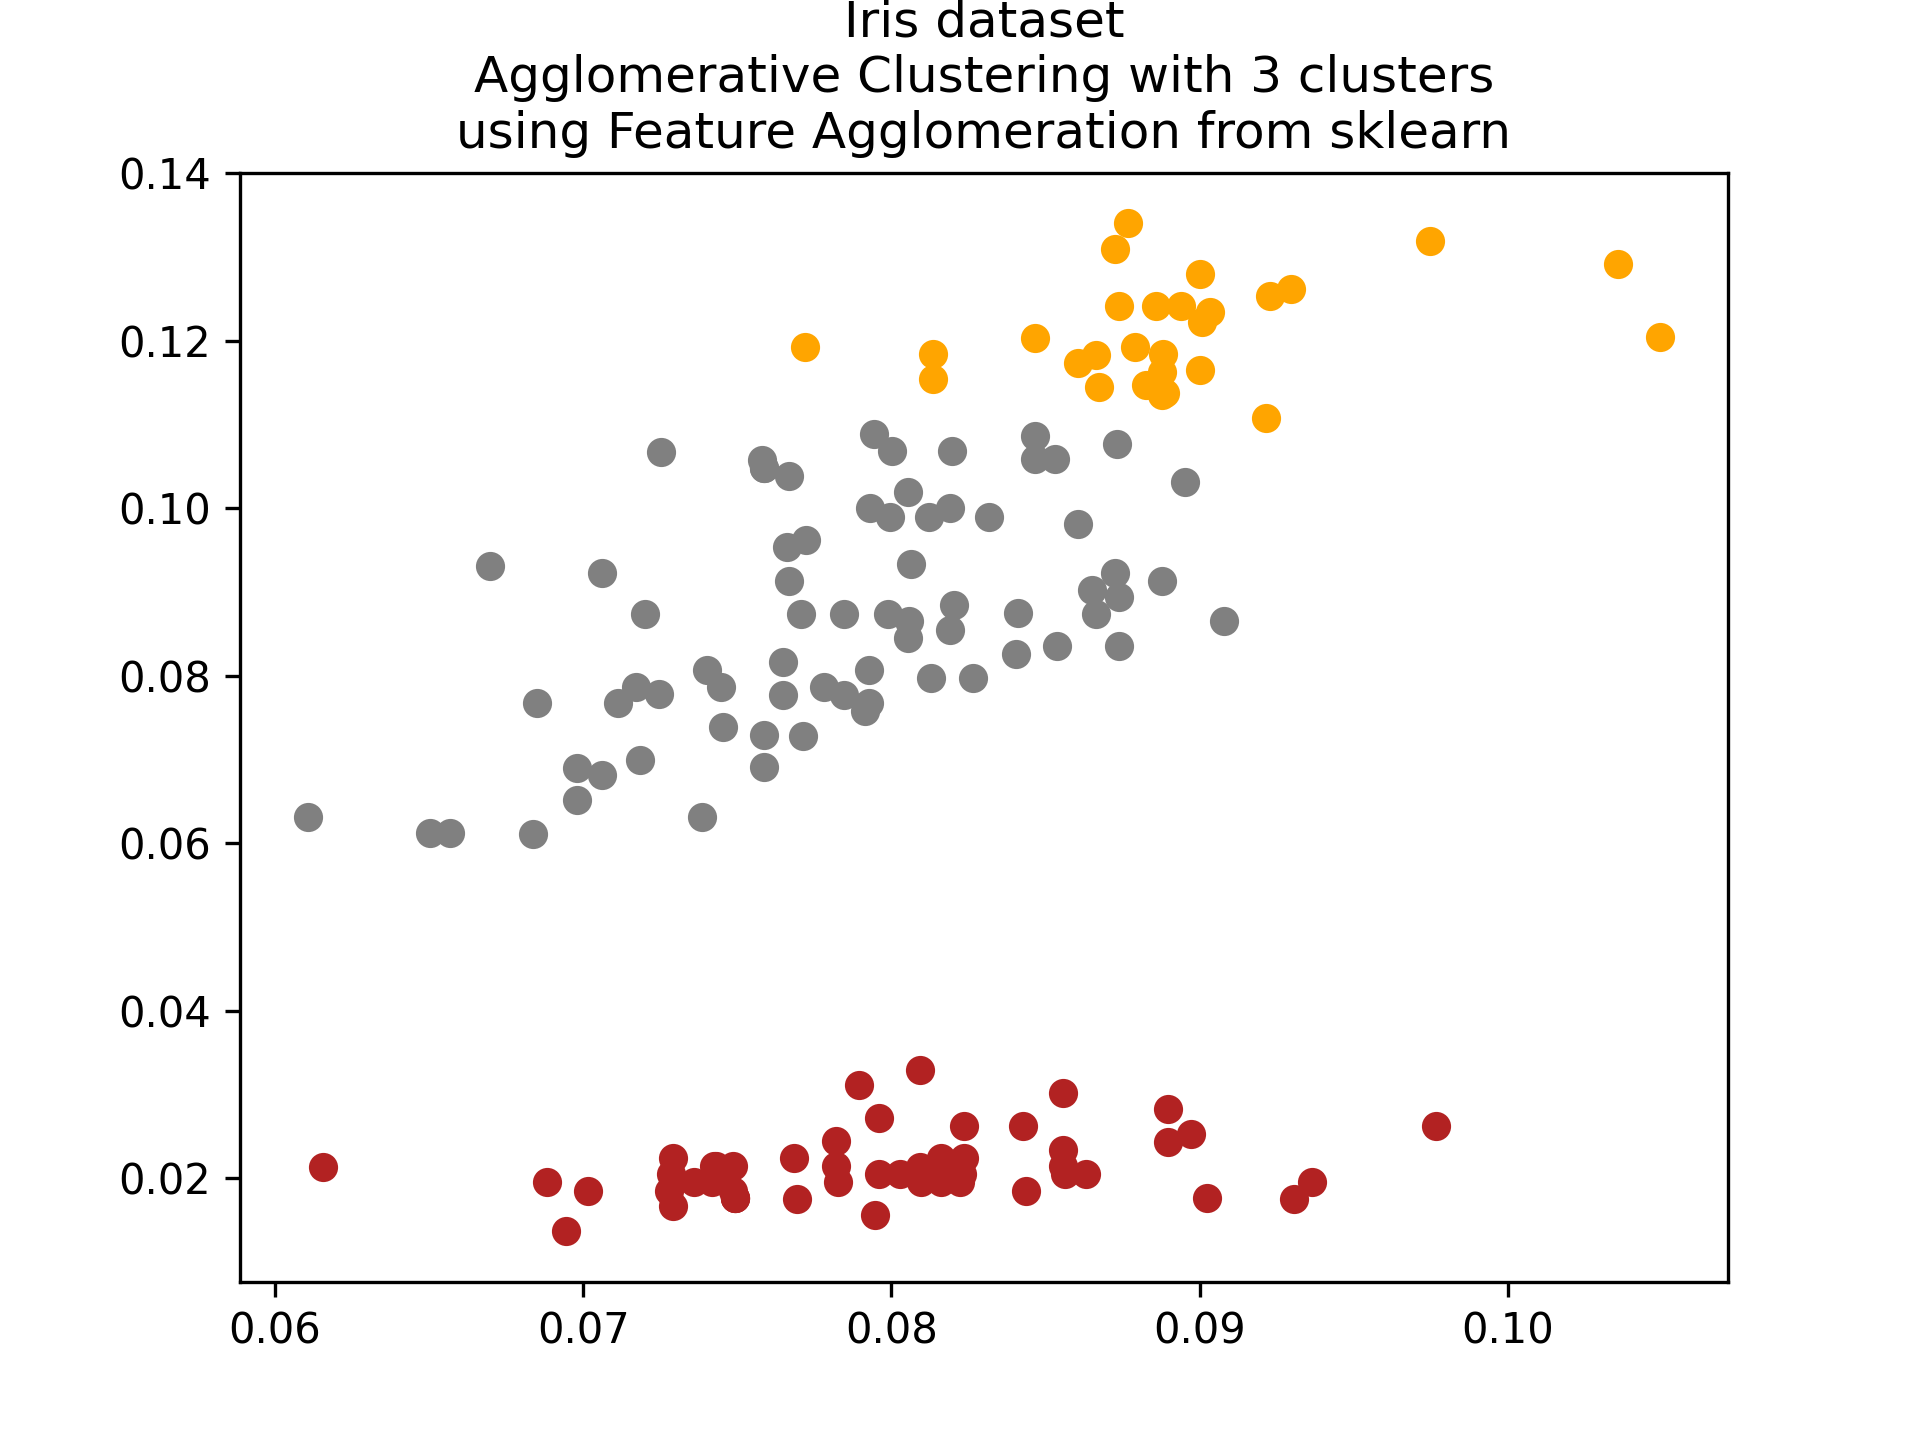 Iris dataset
Agglomerative Clustering with 3 clusters
using Feature Agglomeration from sklearn
0.14
0.12
0.10
0.08
0.06
0.04
0.02
0.06 0.07 0.08 0.09 0.10